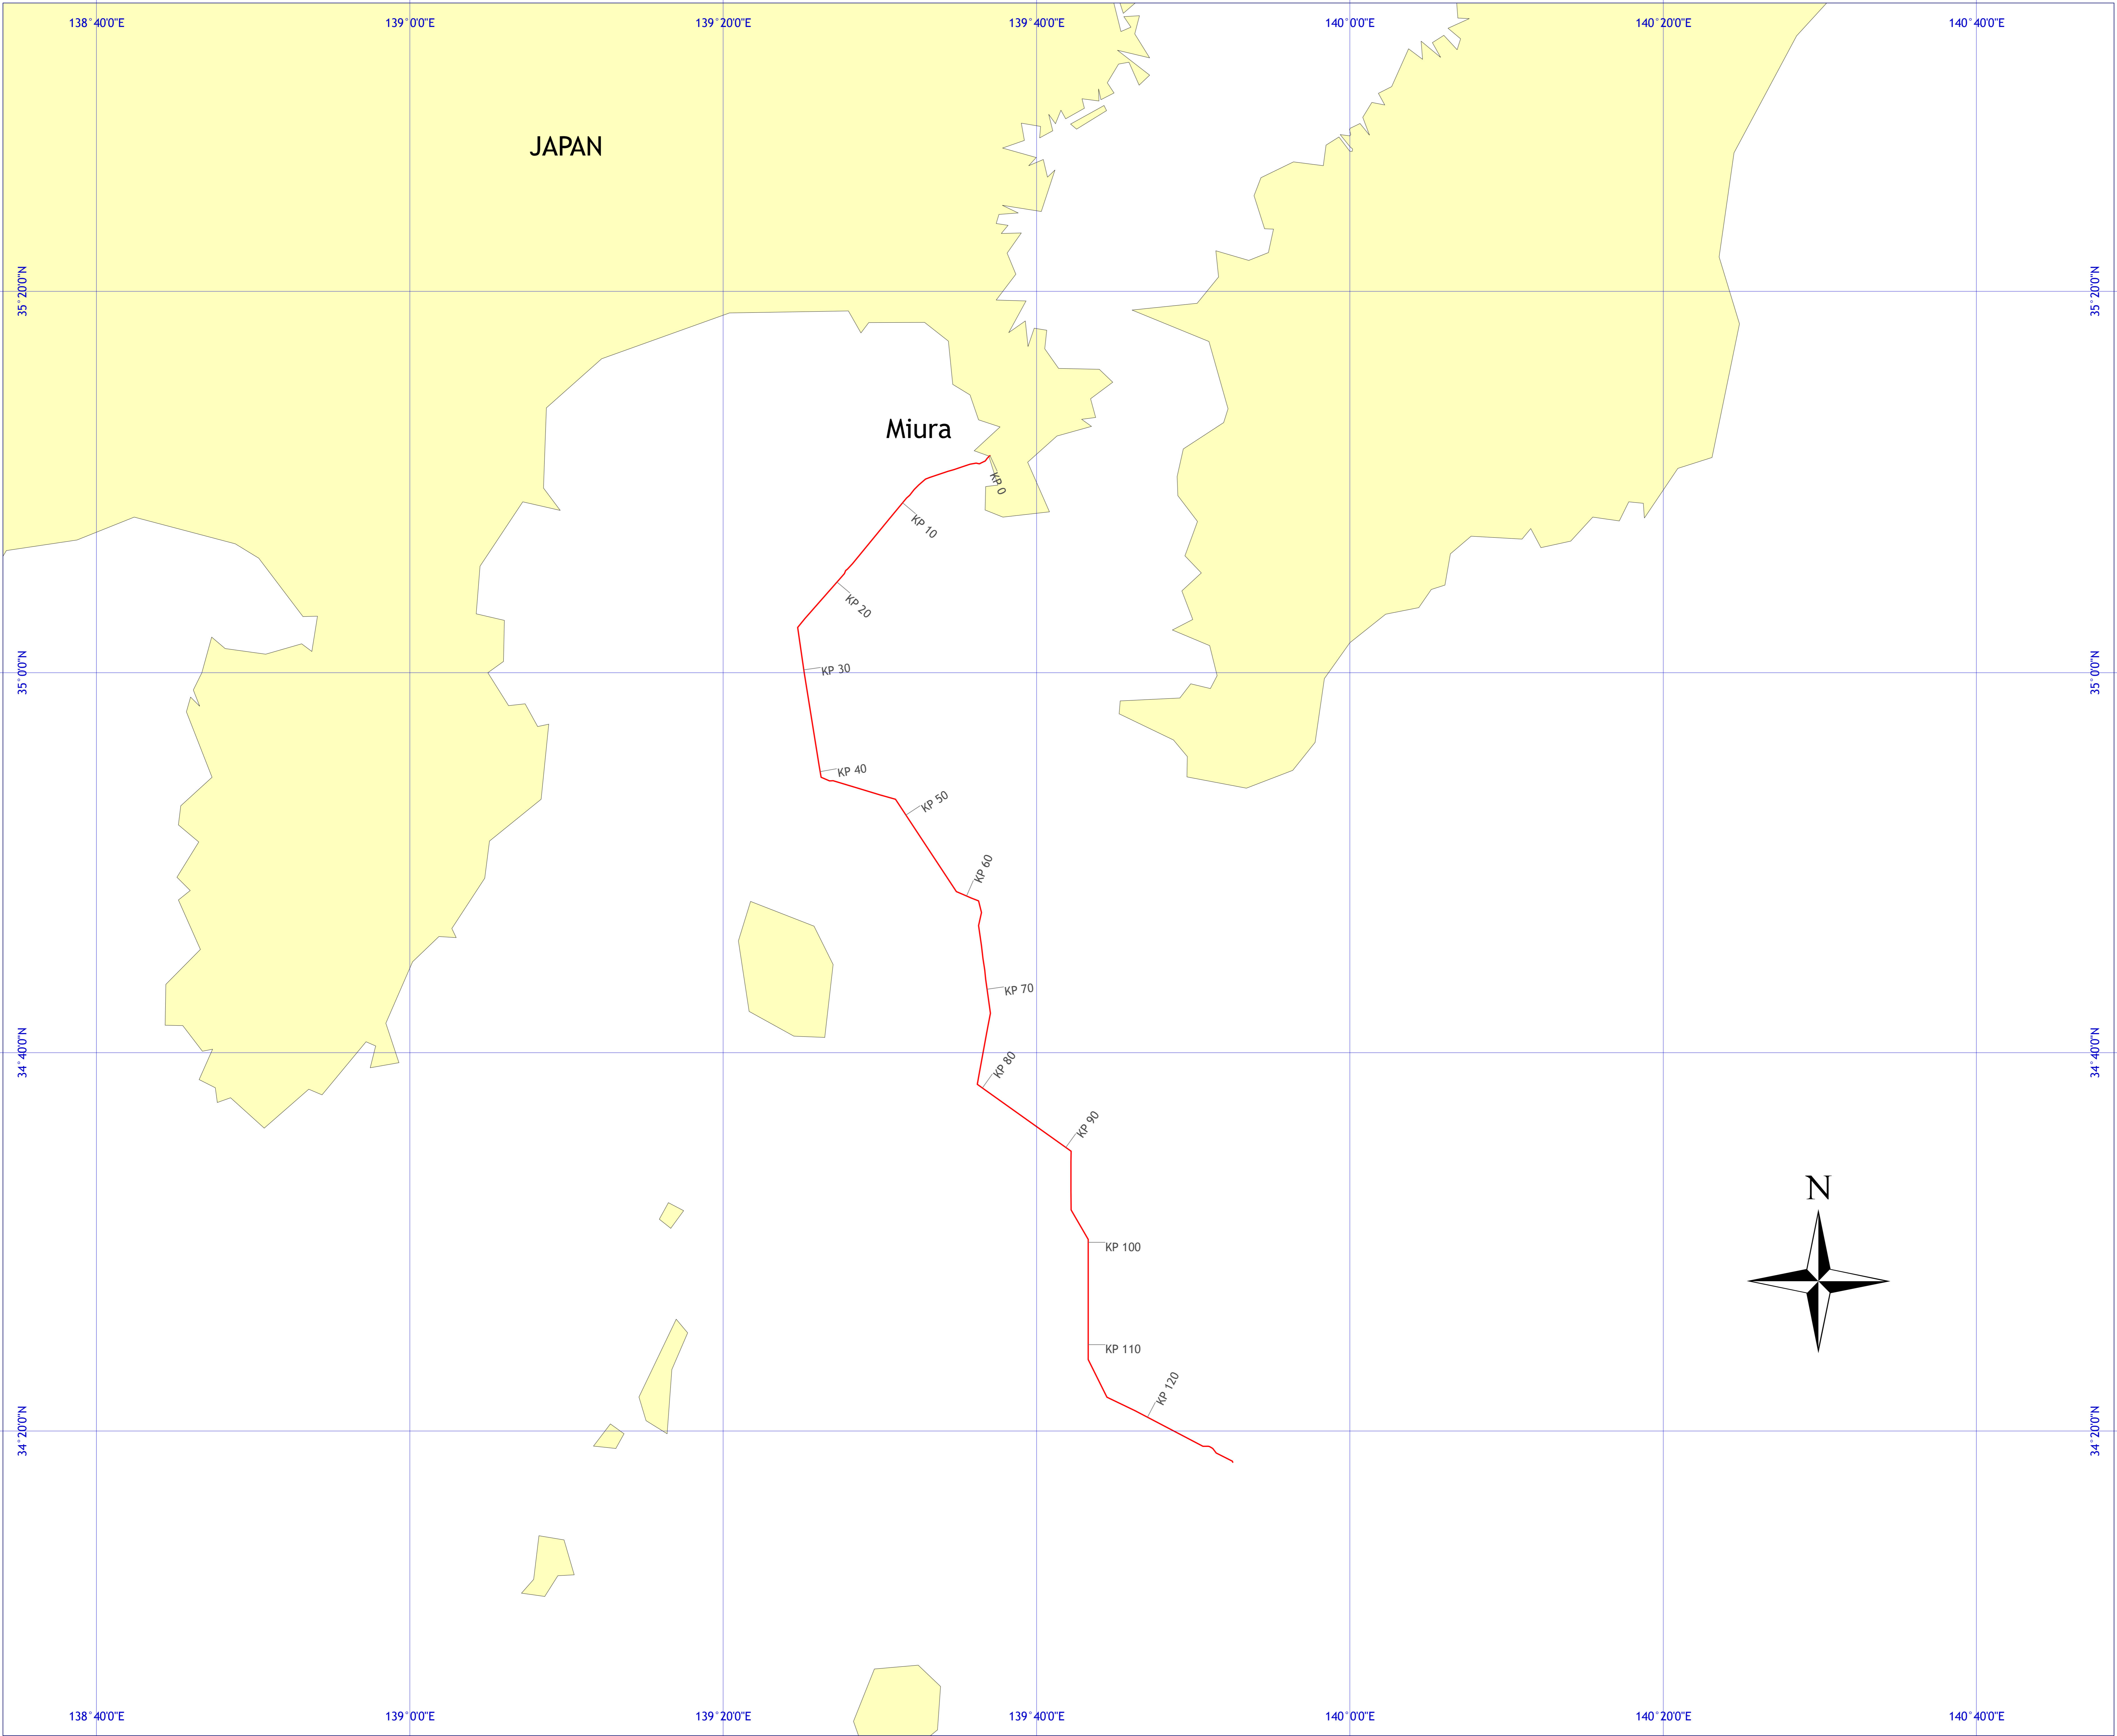 138°40'0"E
139°0'0"E
139°20'0"E
139°40'0"E
140°0'0"E
140°20'0"E
140°40'0"E
JAPAN
35°20'0"N
35°20'0"N
Miura
KP 0
KP 10
KP 20
35°0'0"N
KP 30
35°0'0"N
KP 40
KP 50
KP 60
KP 70
34°40'0"N
KP 80
34°40'0"N
KP 90
N
KP 100
KP 110
KP 120
34°20'0"N
34°20'0"N
138°40'0"E
139°0'0"E
139°20'0"E
139°40'0"E
140°0'0"E
140°20'0"E
140°40'0"E